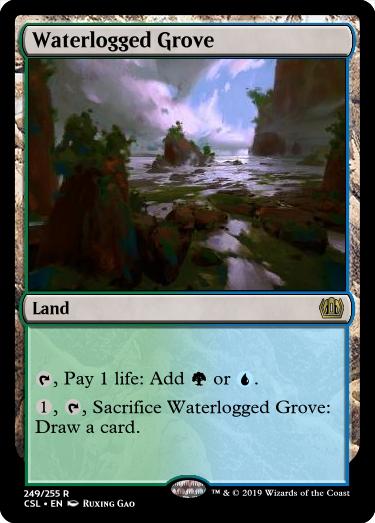 Waterlogged Grove
Land
, Pay 1 life: Add or .
1, , Sacrifice Waterlogged Grove:
Draw a card.
249/255 R
CSL • EN Ruxing Gao
™ & © 2019 Wizards of the Coast